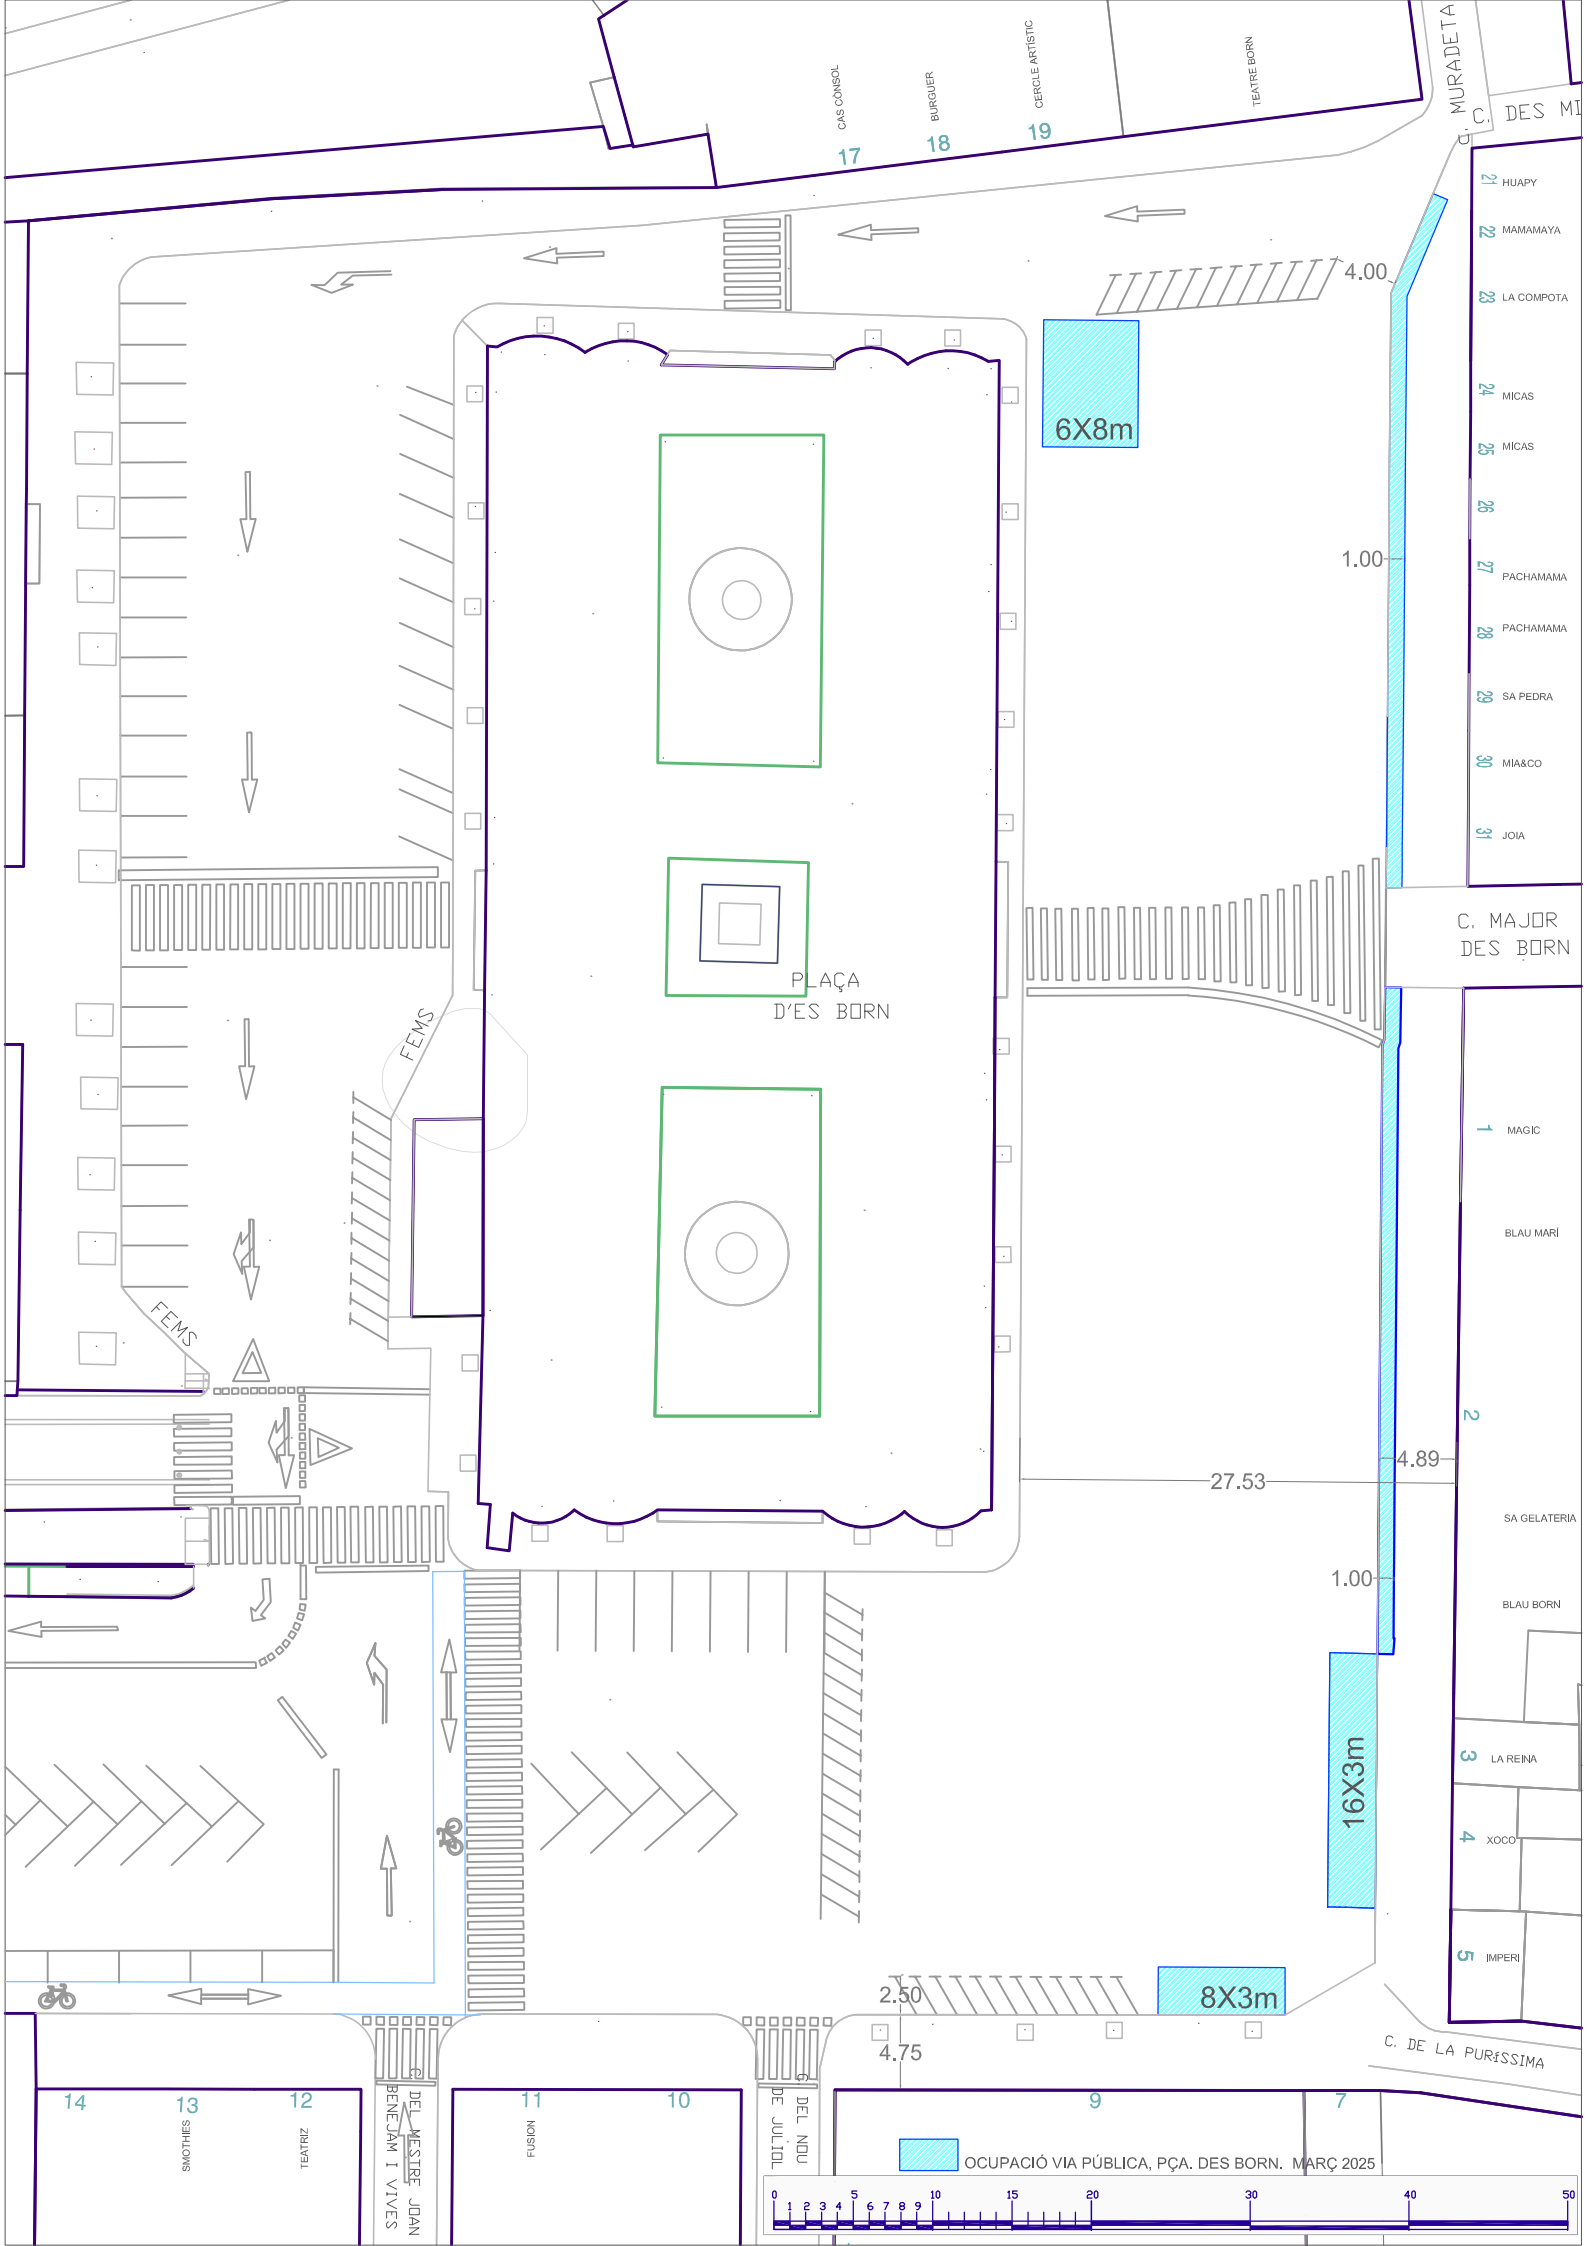 CAS CÒNSOL
17
BURGUER
18
CERCLE ARTÍSTIC
19
TEATRE BORN
C. MURADETA
C. DES MI
21 HUAPY
22 MAMAMAYA
23 LA COMPOTA
4.00
24 MICAS
6X8m
25 MICAS
26
1.00
27 PACHAMAMA
28 PACHAMAMA
29 SA PEDRA
30 MIA&CO
31 JOIA
C. MAJOR
DES BORN
PLAÇA
D'ES BORN
FEMS
1 MAGIC
BLAU MARÍ
FEMS
2
4.89
27.53
SA GELATERIA
1.00
BLAU BORN
3 LA REINA
16X3m
4 XOCO
5 IMPERI
2.50
8X3m
4.75
C. DE LA PURÍSSIMA
14
13
SMOTHIES
12
TEATRIZ
C. DEL MESTRE JOAN
BENEJAM I VIVES
11
FUSION
10
C. DEL NOU
DE JULIOL
9
7
OCUPACIÓ VIA PÚBLICA, PÇA. DES BORN. MARÇ 2025
0 5 10 15 20 30 40 50
1 2 3 4 6 7 8 9